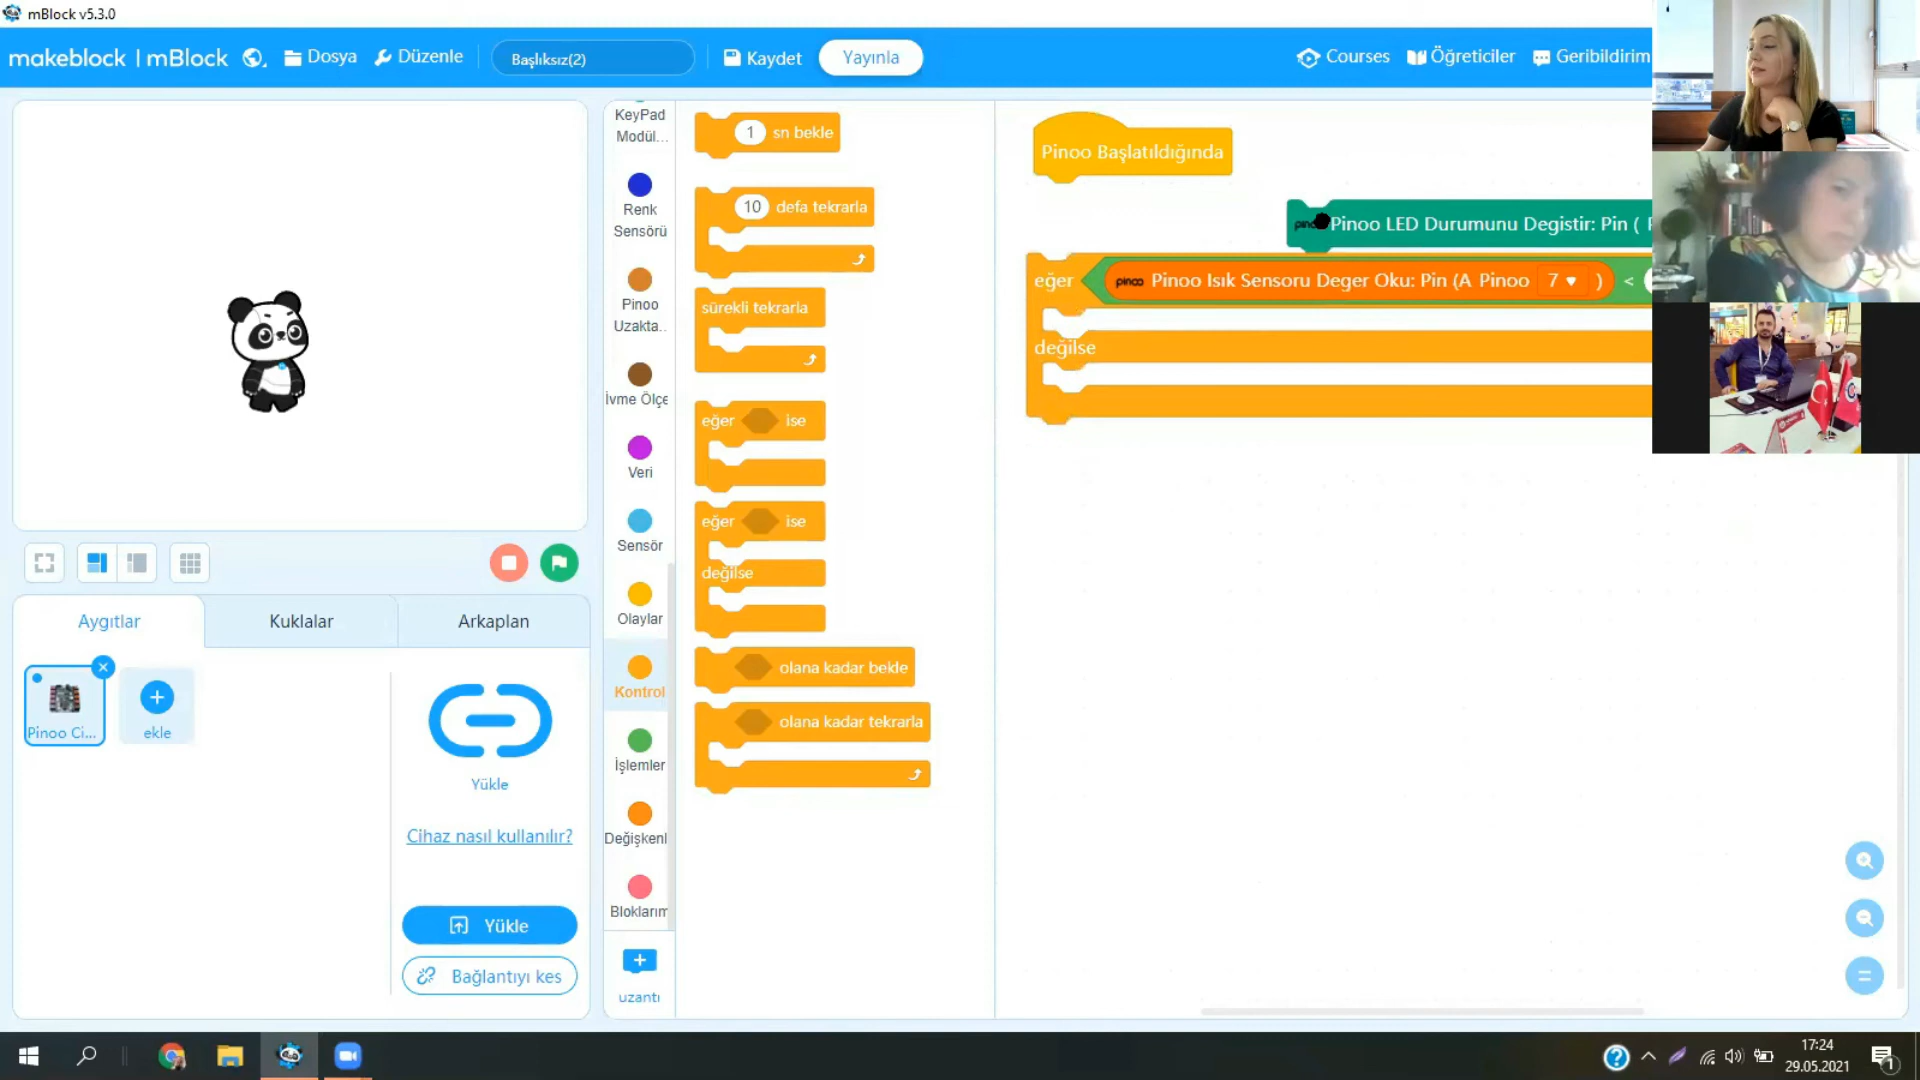 mBlock v5.3.0
makeblock | mBlock
Dosya
Düzenle
Başlıksız(2)
Kaydet
Yayınla
Courses
Öğreticiler
Geribildirim
KeyPad
Modül...
Renk
Sensörü
Pinoo
Uzakta..
İvme Ölçe
Veri
Sensör
Olaylar
Kontrol
İşlemler
Değişkenl
Bloklarım
uzantı
1 sn bekle
10 defa tekrarla
sürekli tekrarla
eğer ise
eğer ise
değilse
olana kadar bekle
olana kadar tekrarla
Pinoo Başlatıldığında
Pinoo LED Durumunu Degistir: Pin (
eğer pinoo Pinoo Isık Sensoru Deger Oku: Pin (A Pinoo 7 ) <
değilse
Aygıtlar
Kuklalar
Arkaplan
Pinoo Ci...
ekle
Yükle
Cihaz nasıl kullanılır?
Yükle
Bağlantıyı kes
17:24
29.05.2021
1